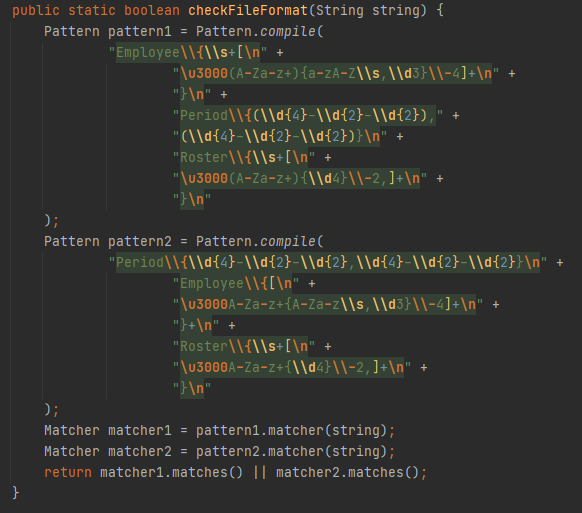 public static boolean checkFileFormat(String string) {
    Pattern pattern1 = Pattern.compile(
            "Employee\\{\\s+[\n" +
                    "\u3000(A-Za-z+){a-zA-Z\\s,\\d3}\\-4]+\n" +
                    "}\n" +
                    "Period\\{(\\d{4}-\\d{2}-\\d{2})," +
                    "(\\d{4}-\\d{2}-\\d{2})}\n" +
                    "Roster\\{\\s+[\n" +
                    "\u3000(A-Za-z+){\\d4}\\-2,]+\n" +
                    "}\n"
    );
    Pattern pattern2 = Pattern.compile(
            "Period\\{\\d{4}-\\d{2}-\\d{2},\\d{4}-\\d{2}-\\d{2}}\n" +
                    "Employee\\{[\n" +
                    "\u3000A-Za-z+{A-Za-z\\s,\\d3}\\-4]+\n" +
                    "}+\n" +
                    "Roster\\{\\s+[\n" +
                    "\u3000A-Za-z+{\\d4}\\-2,]+\n" +
                    "}\n"
    );
    Matcher matcher1 = pattern1.matcher(string);
    Matcher matcher2 = pattern2.matcher(string);
    return matcher1.matches() || matcher2.matches();
}